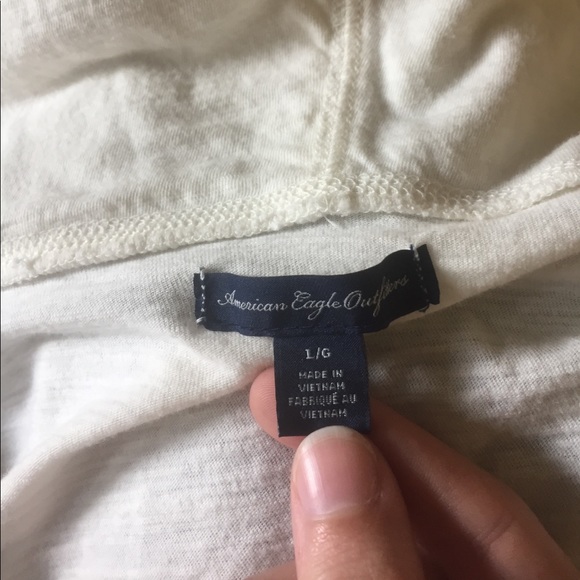 American Eagle Outfitters
L/G
MADE IN
VIETNAM
FABRIQUÉ AU
VIETNAM